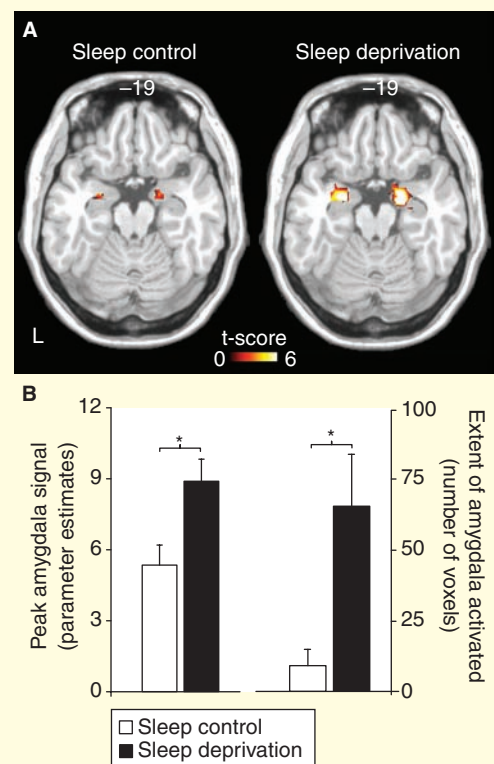 A
Sleep control
Sleep deprivation
–19
–19
L
t-score
0
6
B
Peak amygdala signal
(parameter estimates)
12
9
6
3
0
*
*
100
75
50
25
0
Extent of amygdala activated
(number of voxels)
Sleep control
Sleep deprivation